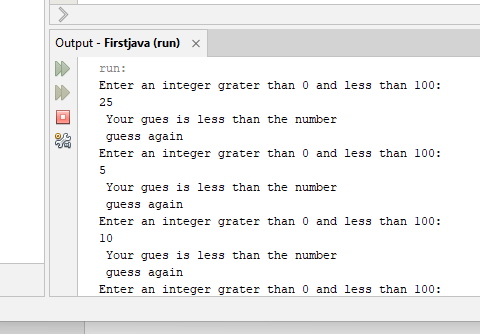 Output - Firstjava (run)
run:
Enter an integer grater than 0 and less than 100:
25
Your gues is less than the number
guess again
Enter an integer grater than 0 and less than 100:
5
Your gues is less than the number
guess again
Enter an integer grater than 0 and less than 100:
10
Your gues is less than the number
guess again
Enter an integer grater than 0 and less than 100: